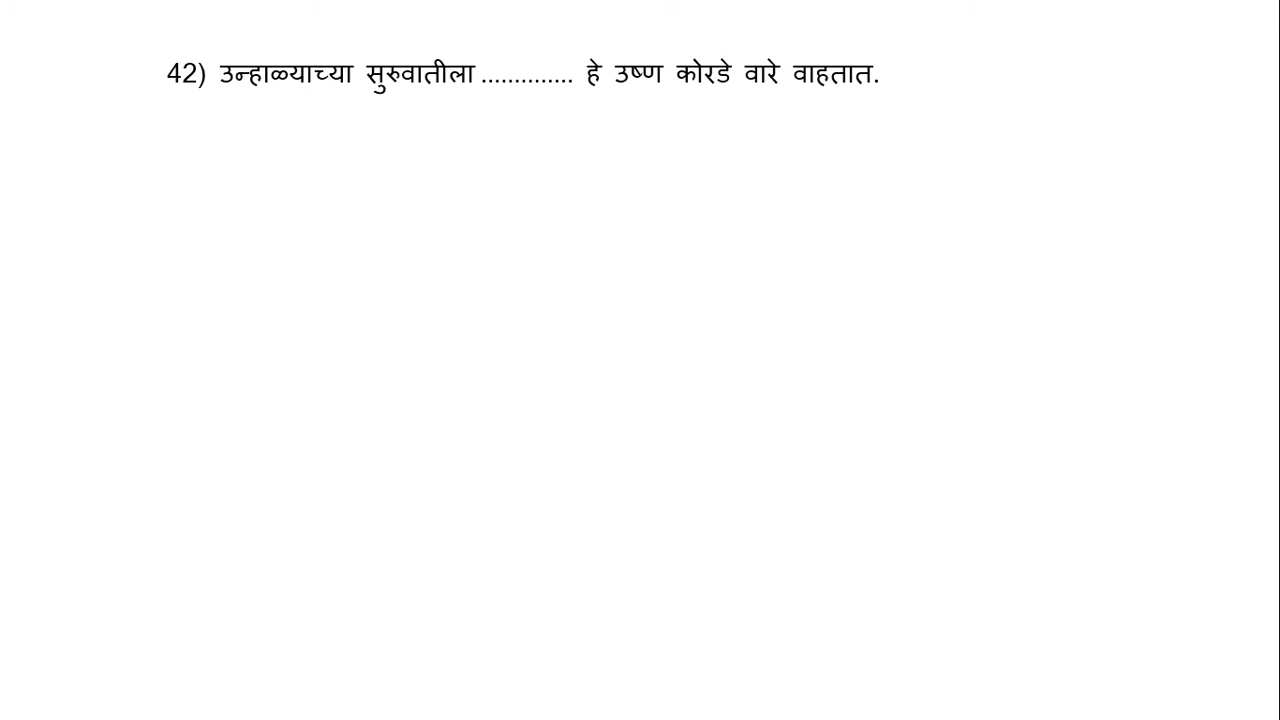 42) उन्हाळ्याच्या सुरुवातीला .............. हे उष्ण कोरडे वारे वाहतात.